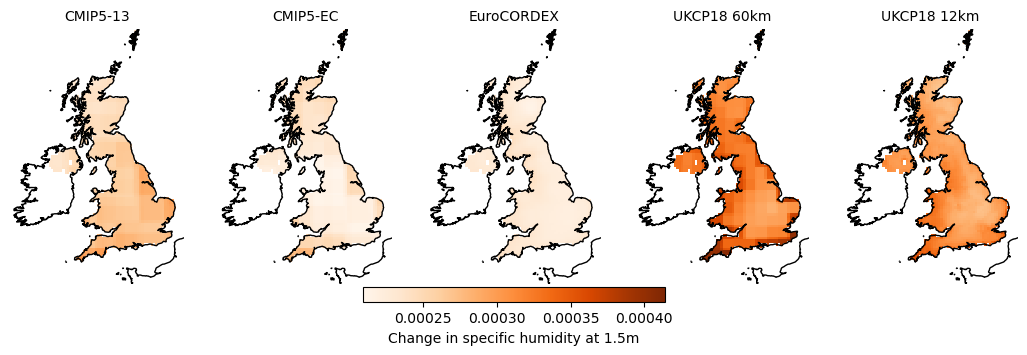 CMIP5-13 CMIP5-EC EuroCORDEX UKCP18 60km UKCP18 12km
0.00025 0.00030 0.00035 0.00040
Change in specific humidity at 1.5m